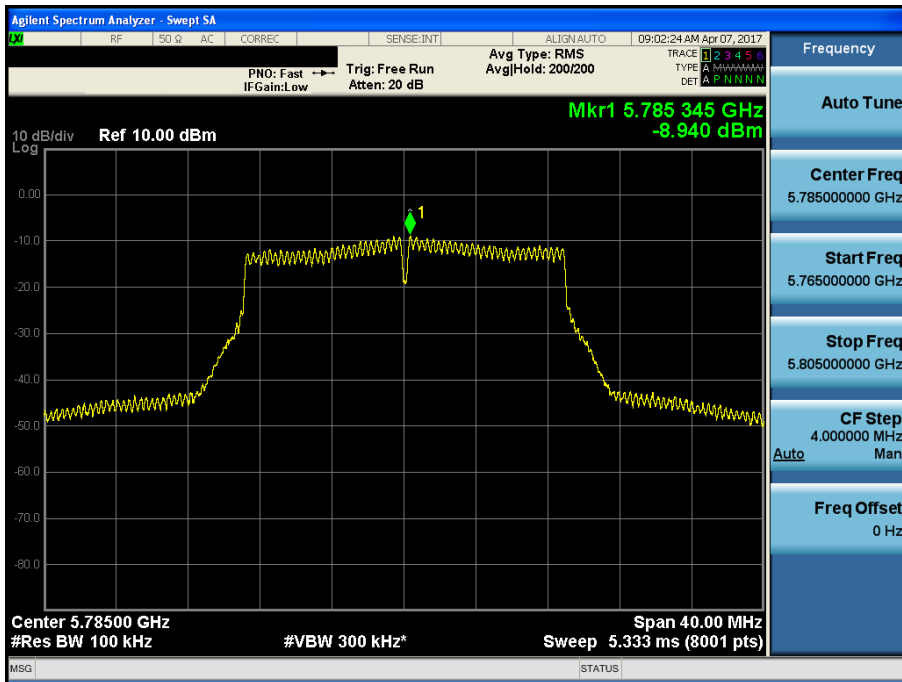 Agilent Spectrum Analyzer - Swept SA
LXI RF 50 Ω AC CORREC SENSE:INT ALIGN AUTO 09:02:24 AM Apr 07, 2017
PNO: Fast Trig: Free Run Avg Type: RMS TRACE 1 2 3 4 5 6
IFGain:Low Atten: 20 dB Avg|Hold: 200/200 TYPE A M W W W W W
DET A P N N N N
Mkr1 5.785 345 GHz
-8.940 dBm
10 dB/div Ref 10.00 dBm
Log
1
0.00
-10.0
-20.0
-30.0
-40.0
-50.0
-60.0
-70.0
-80.0
Center 5.78500 GHz Span 40.00 MHz
#Res BW 100 kHz #VBW 300 kHz* Sweep 5.333 ms (8001 pts)
MSG STATUS
Frequency
Auto Tune
Center Freq
5.785000000 GHz
Start Freq
5.765000000 GHz
Stop Freq
5.805000000 GHz
CF Step
4.000000 MHz
Auto Man
Freq Offset
0 Hz